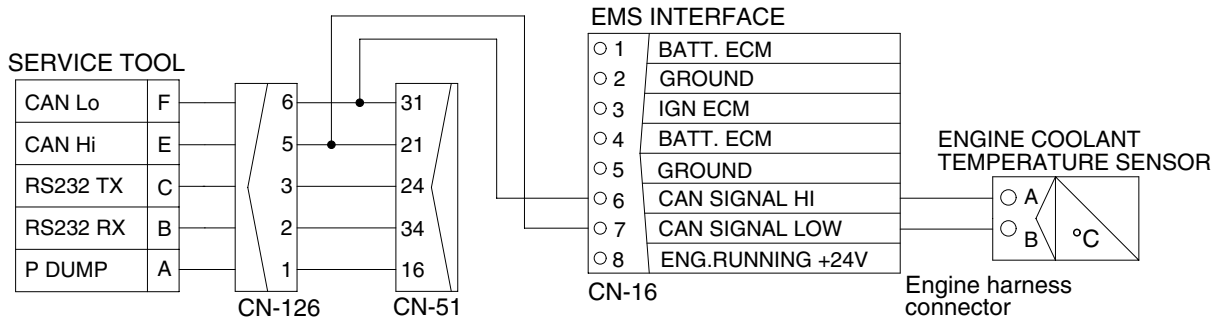 EMS INTERFACE
SERVICE TOOL
CAN Lo F 6 31
CAN Hi E 5 21
RS232 TX C 3 24
RS232 RX B 2 34
P DUMP A 1 16
CN-126 CN-51
1 BATT. ECM
2 GROUND
3 IGN ECM
4 BATT. ECM
5 GROUND
6 CAN SIGNAL HI
7 CAN SIGNAL LOW
8 ENG.RUNNING +24V
CN-16
ENGINE COOLANT
TEMPERATURE SENSOR
A
B °C
Engine harness
connector